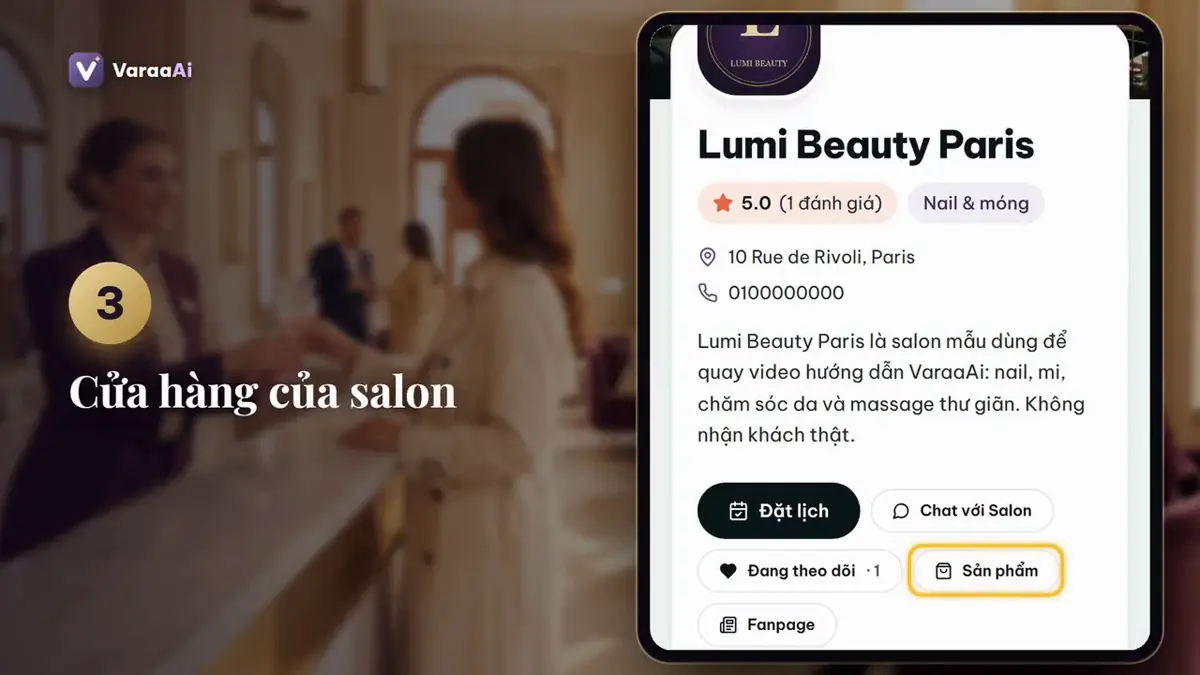 VaraaAi
3
Cửa hàng của salon
LUMI BEAUTY
Lumi Beauty Paris
5.0 (1 đánh giá)
Nail & móng
10 Rue de Rivoli, Paris
0100000000
Lumi Beauty Paris là salon mẫu dùng để
quay video hướng dẫn VaraaAi: nail, mi,
chăm sóc da và massage thư giãn. Không
nhận khách thật.
Đặt lịch
Chat với Salon
Đang theo dõi · 1
Sản phẩm
Fanpage